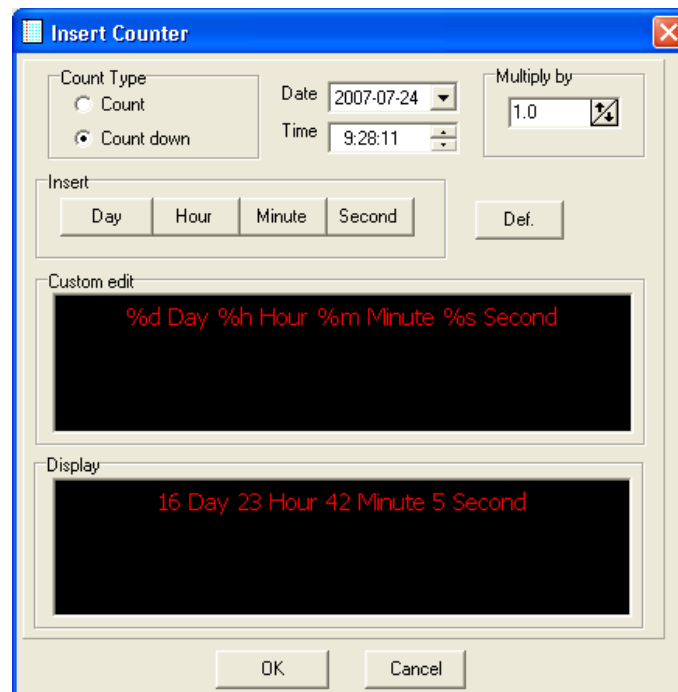 Insert Counter
Count Type
Count
Count down
Date 2007-07-24
Time 9:28:11
Multiply by
1.0
Insert
Day Hour Minute Second
Def.
Custom edit
%d Day %h Hour %m Minute %s Second
Display
16 Day 23 Hour 42 Minute 5 Second
OK Cancel